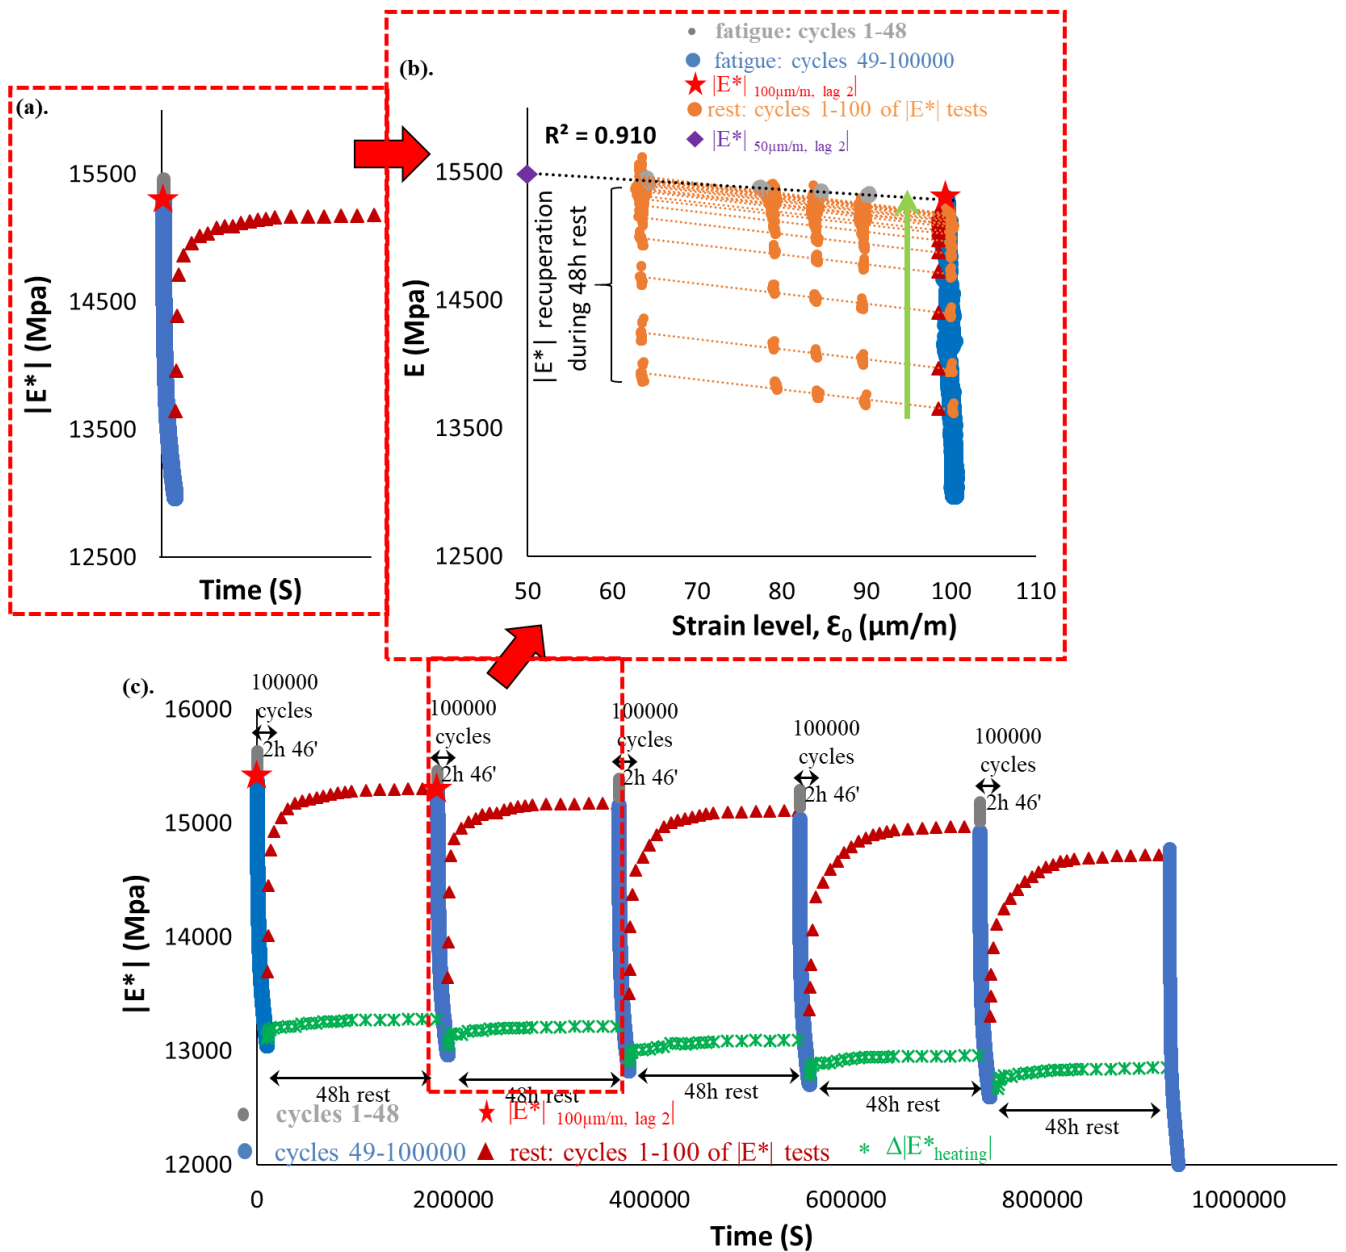 (a).
15500
14500
13500
12500
|E*| (Mpa)
Time (S)
(b).
fatigue: cycles 1-48
fatigue: cycles 49-100000
|E*| 100µm/m, lag 2|
rest: cycles 1-100 of |E*| tests
|E*| 50µm/m, lag 2|
R² = 0.910
15500
14500
13500
12500
E (Mpa)
|E*| recuperation
during 48h rest
50 60 70 80 90 100 110
Strain level, Ɛ0 (µm/m)
(c).
100000
cycles
2h 46'
100000
cycles
2h 46'
100000
cycles
2h 46'
100000
cycles
2h 46'
100000
cycles
2h 46'
16000
15000
14000
13000
12000
|E*| (Mpa)
48h rest
48h rest
48h rest
48h rest
48h rest
cycles 1-48
|E*| 100µm/m, lag 2|
cycles 49-100000
rest: cycles 1-100 of |E*| tests
Δ|E*heating|
0 200000 400000 600000 800000 1000000
Time (S)